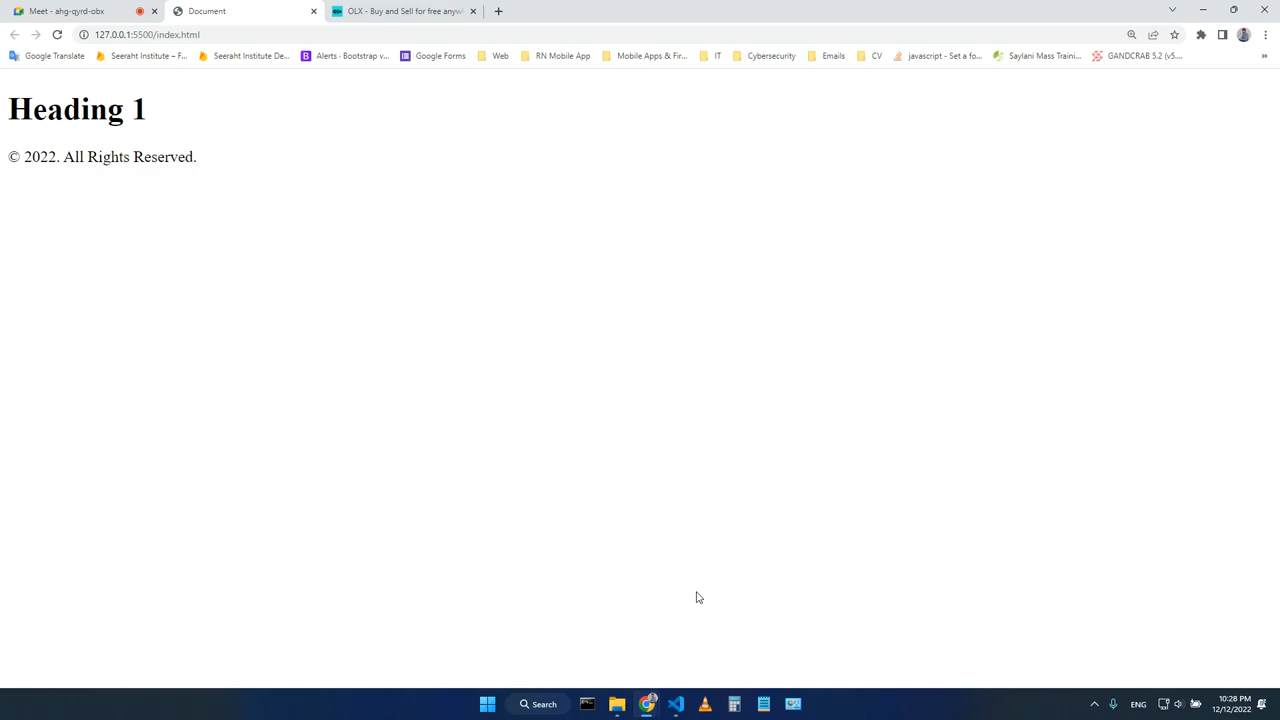 Meet - ahg-qyrd-obx
Document
OLX - Buy and Sell for free anywh
127.0.0.1:5500/index.html
Google Translate
Seeraht Institute – F...
Seeraht Institute De...
Alerts · Bootstrap v...
Google Forms
Web
RN Mobile App
Mobile Apps & Fir...
IT
Cybersecurity
Emails
CV
javascript - Set a fo...
Saylani Mass Traini...
GANDCRAB 5.2 (v5....
»
Heading 1
© 2022. All Rights Reserved.
Search
ENG
10:28 PM
12/12/2022